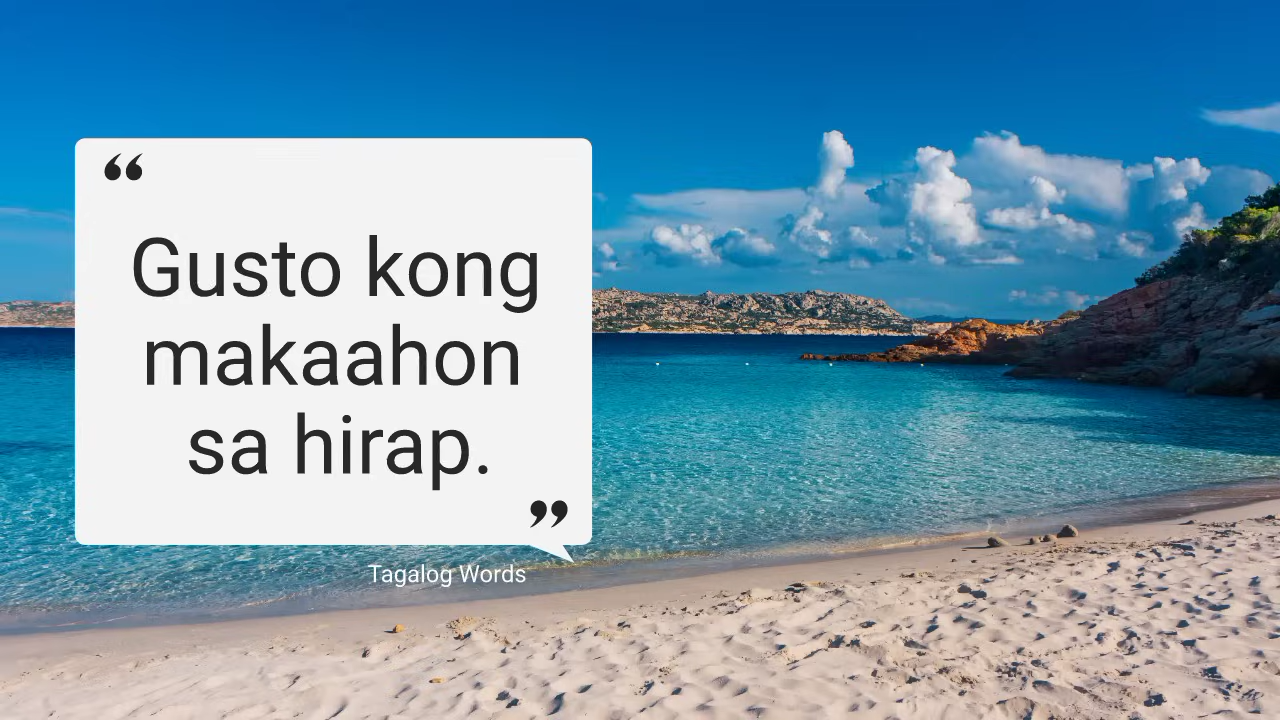 “
Gusto kong
makaahon
sa hirap.
”
Tagalog Words